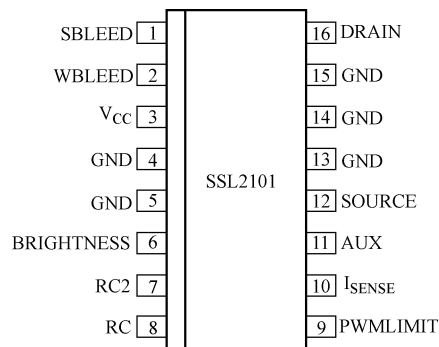 SBLEED 1 16 DRAIN
WBLEED 2 15 GND
VCC 3 14 GND
GND 4 13 GND
SSL2101
GND 5 12 SOURCE
BRIGHTNESS 6 11 AUX
RC2 7 10 ISENSE
RC 8 9 PWMLIMIT